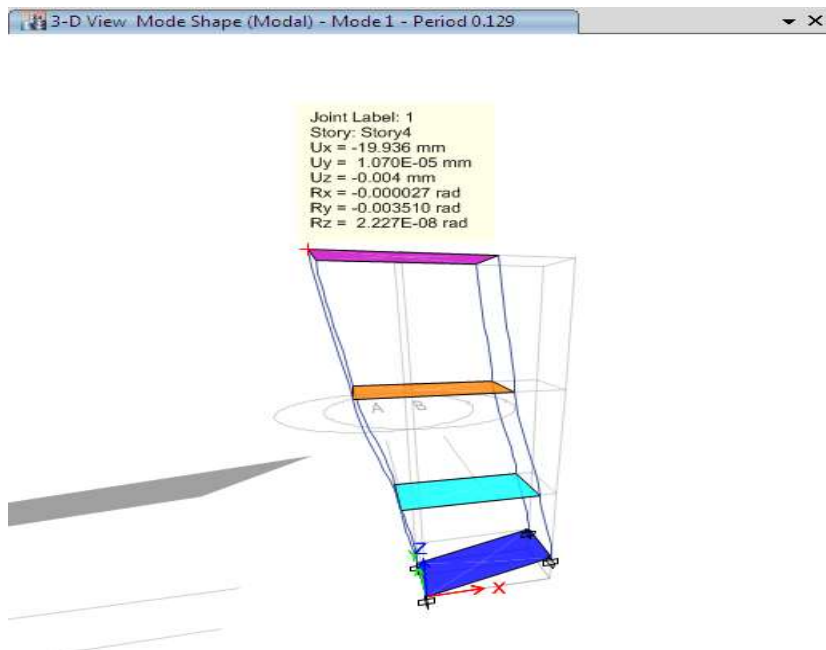 3-D View Mode Shape (Modal) - Mode 1 - Period 0.129
Joint Label: 1
Story: Story4
Ux = -19.936 mm
Uy = 1.070E-05 mm
Uz = -0.004 mm
Rx = -0.000027 rad
Ry = -0.003510 rad
Rz = 2.227E-08 rad
A B
Z
X